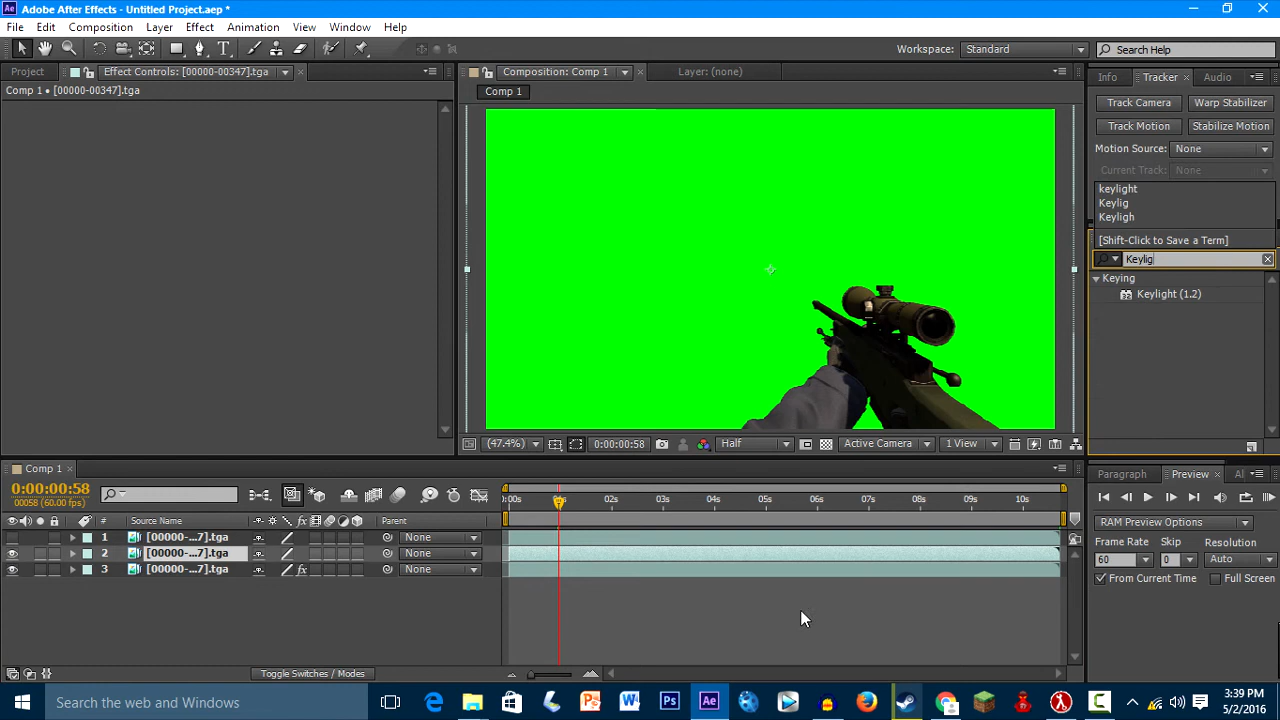 Adobe After Effects - Untitled Project.aep *
File Edit Composition Layer Effect Animation View Window Help
Workspace: Standard Search Help
Project Effect Controls: [00000-00347].tga Composition: Comp 1 Layer: (none) Info Tracker Audio
Comp 1 • [00000-00347].tga
Comp 1
Track Camera Warp Stabilizer
Track Motion Stabilize Motion
Motion Source: None
Current Track: None
keylight
Keylig
Keyligh
[Shift-Click to Save a Term]
Keylig
Keying
Keylight (1.2)
(47.4%) 0:00:00:58 Half Active Camera 1 View
Comp 1
Paragraph Preview
0:00:00:58
00058 (60.00 fps)
02s 03s 04s 05s 06s 07s 08s 09s 10s
RAM Preview Options
# Source Name Parent
Frame Rate Skip Resolution
60 0 Auto
From Current Time Full Screen
1 [00000-...7].tga None
2 [00000-...7].tga None
3 [00000-...7].tga None
Toggle Switches / Modes
Search the web and Windows
3:39 PM
5/2/2016